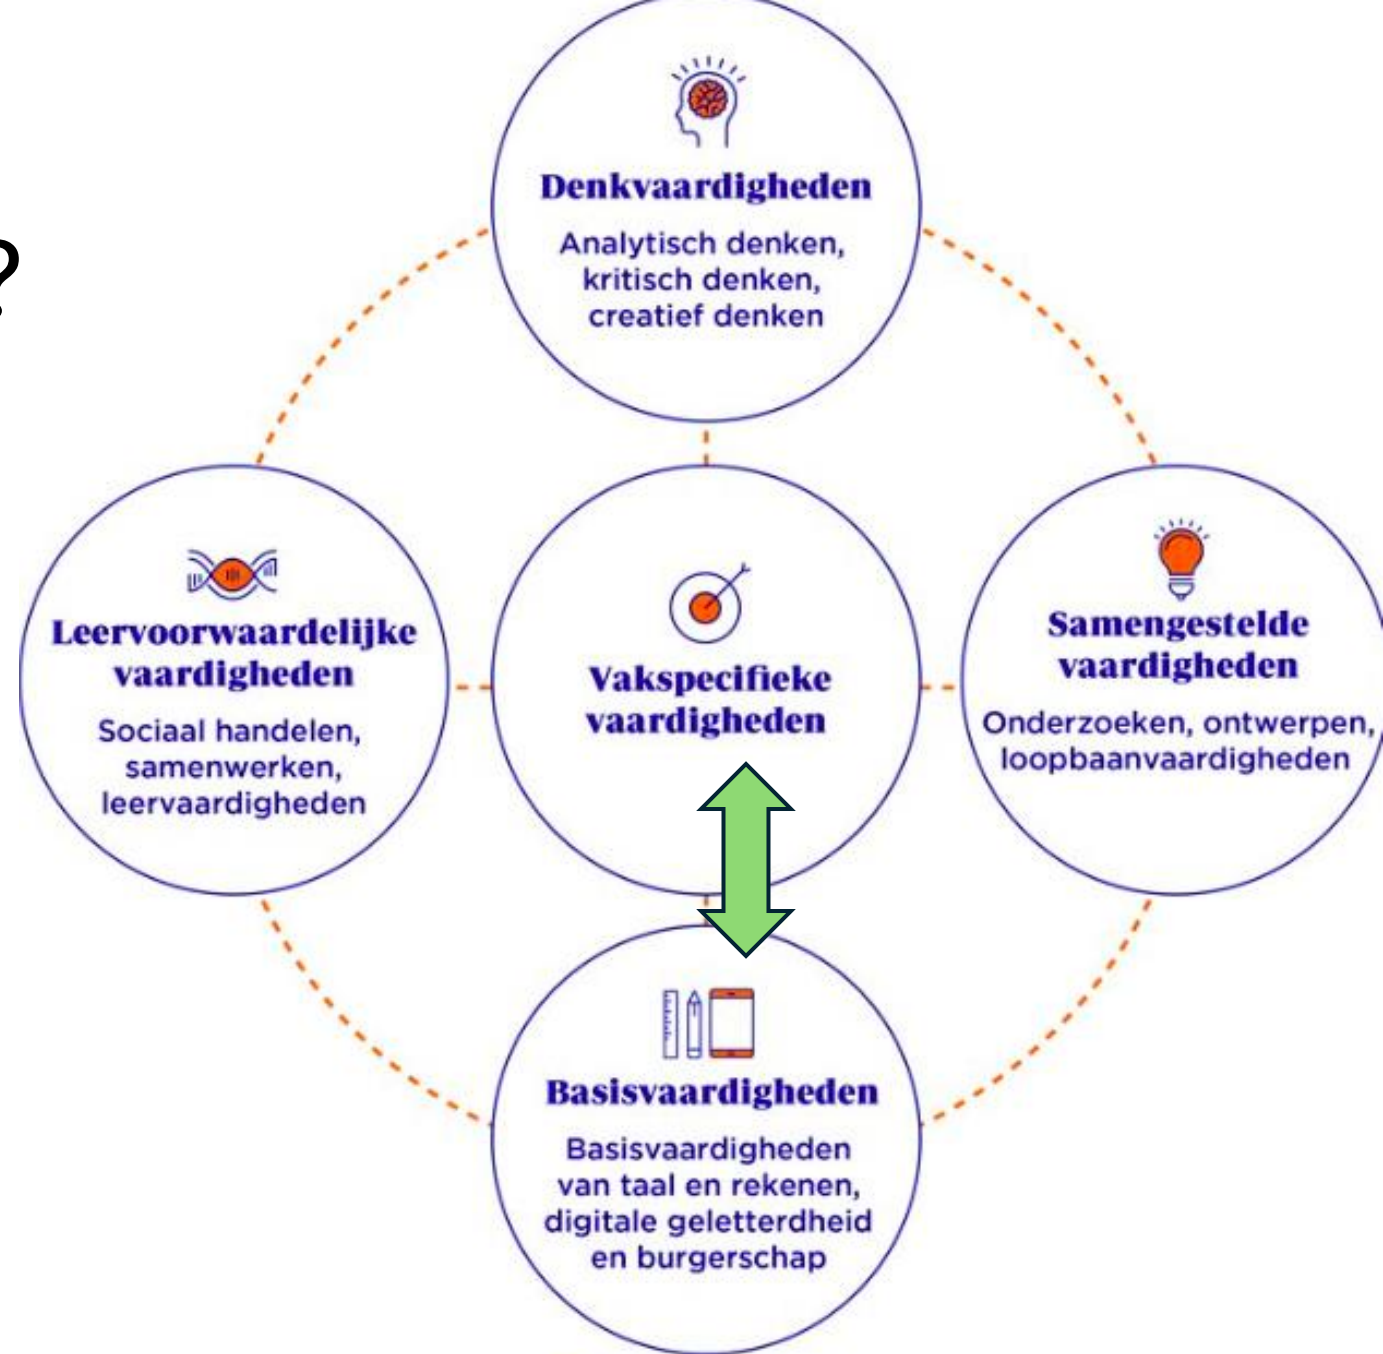 ?
Denkvaardigheden
Analytisch denken,
kritisch denken,
creatief denken
Leervoorwaardelijke
vaardigheden
Sociaal handelen,
samenwerken,
leervaardigheden
Vakspecifieke
vaardigheden
Samengestelde
vaardigheden
Onderzoeken, ontwerpen,
loopbaanvaardigheden
Basisvaardigheden
Basisvaardigheden
van taal en rekenen,
digitale geletterdheid
en burgerschap